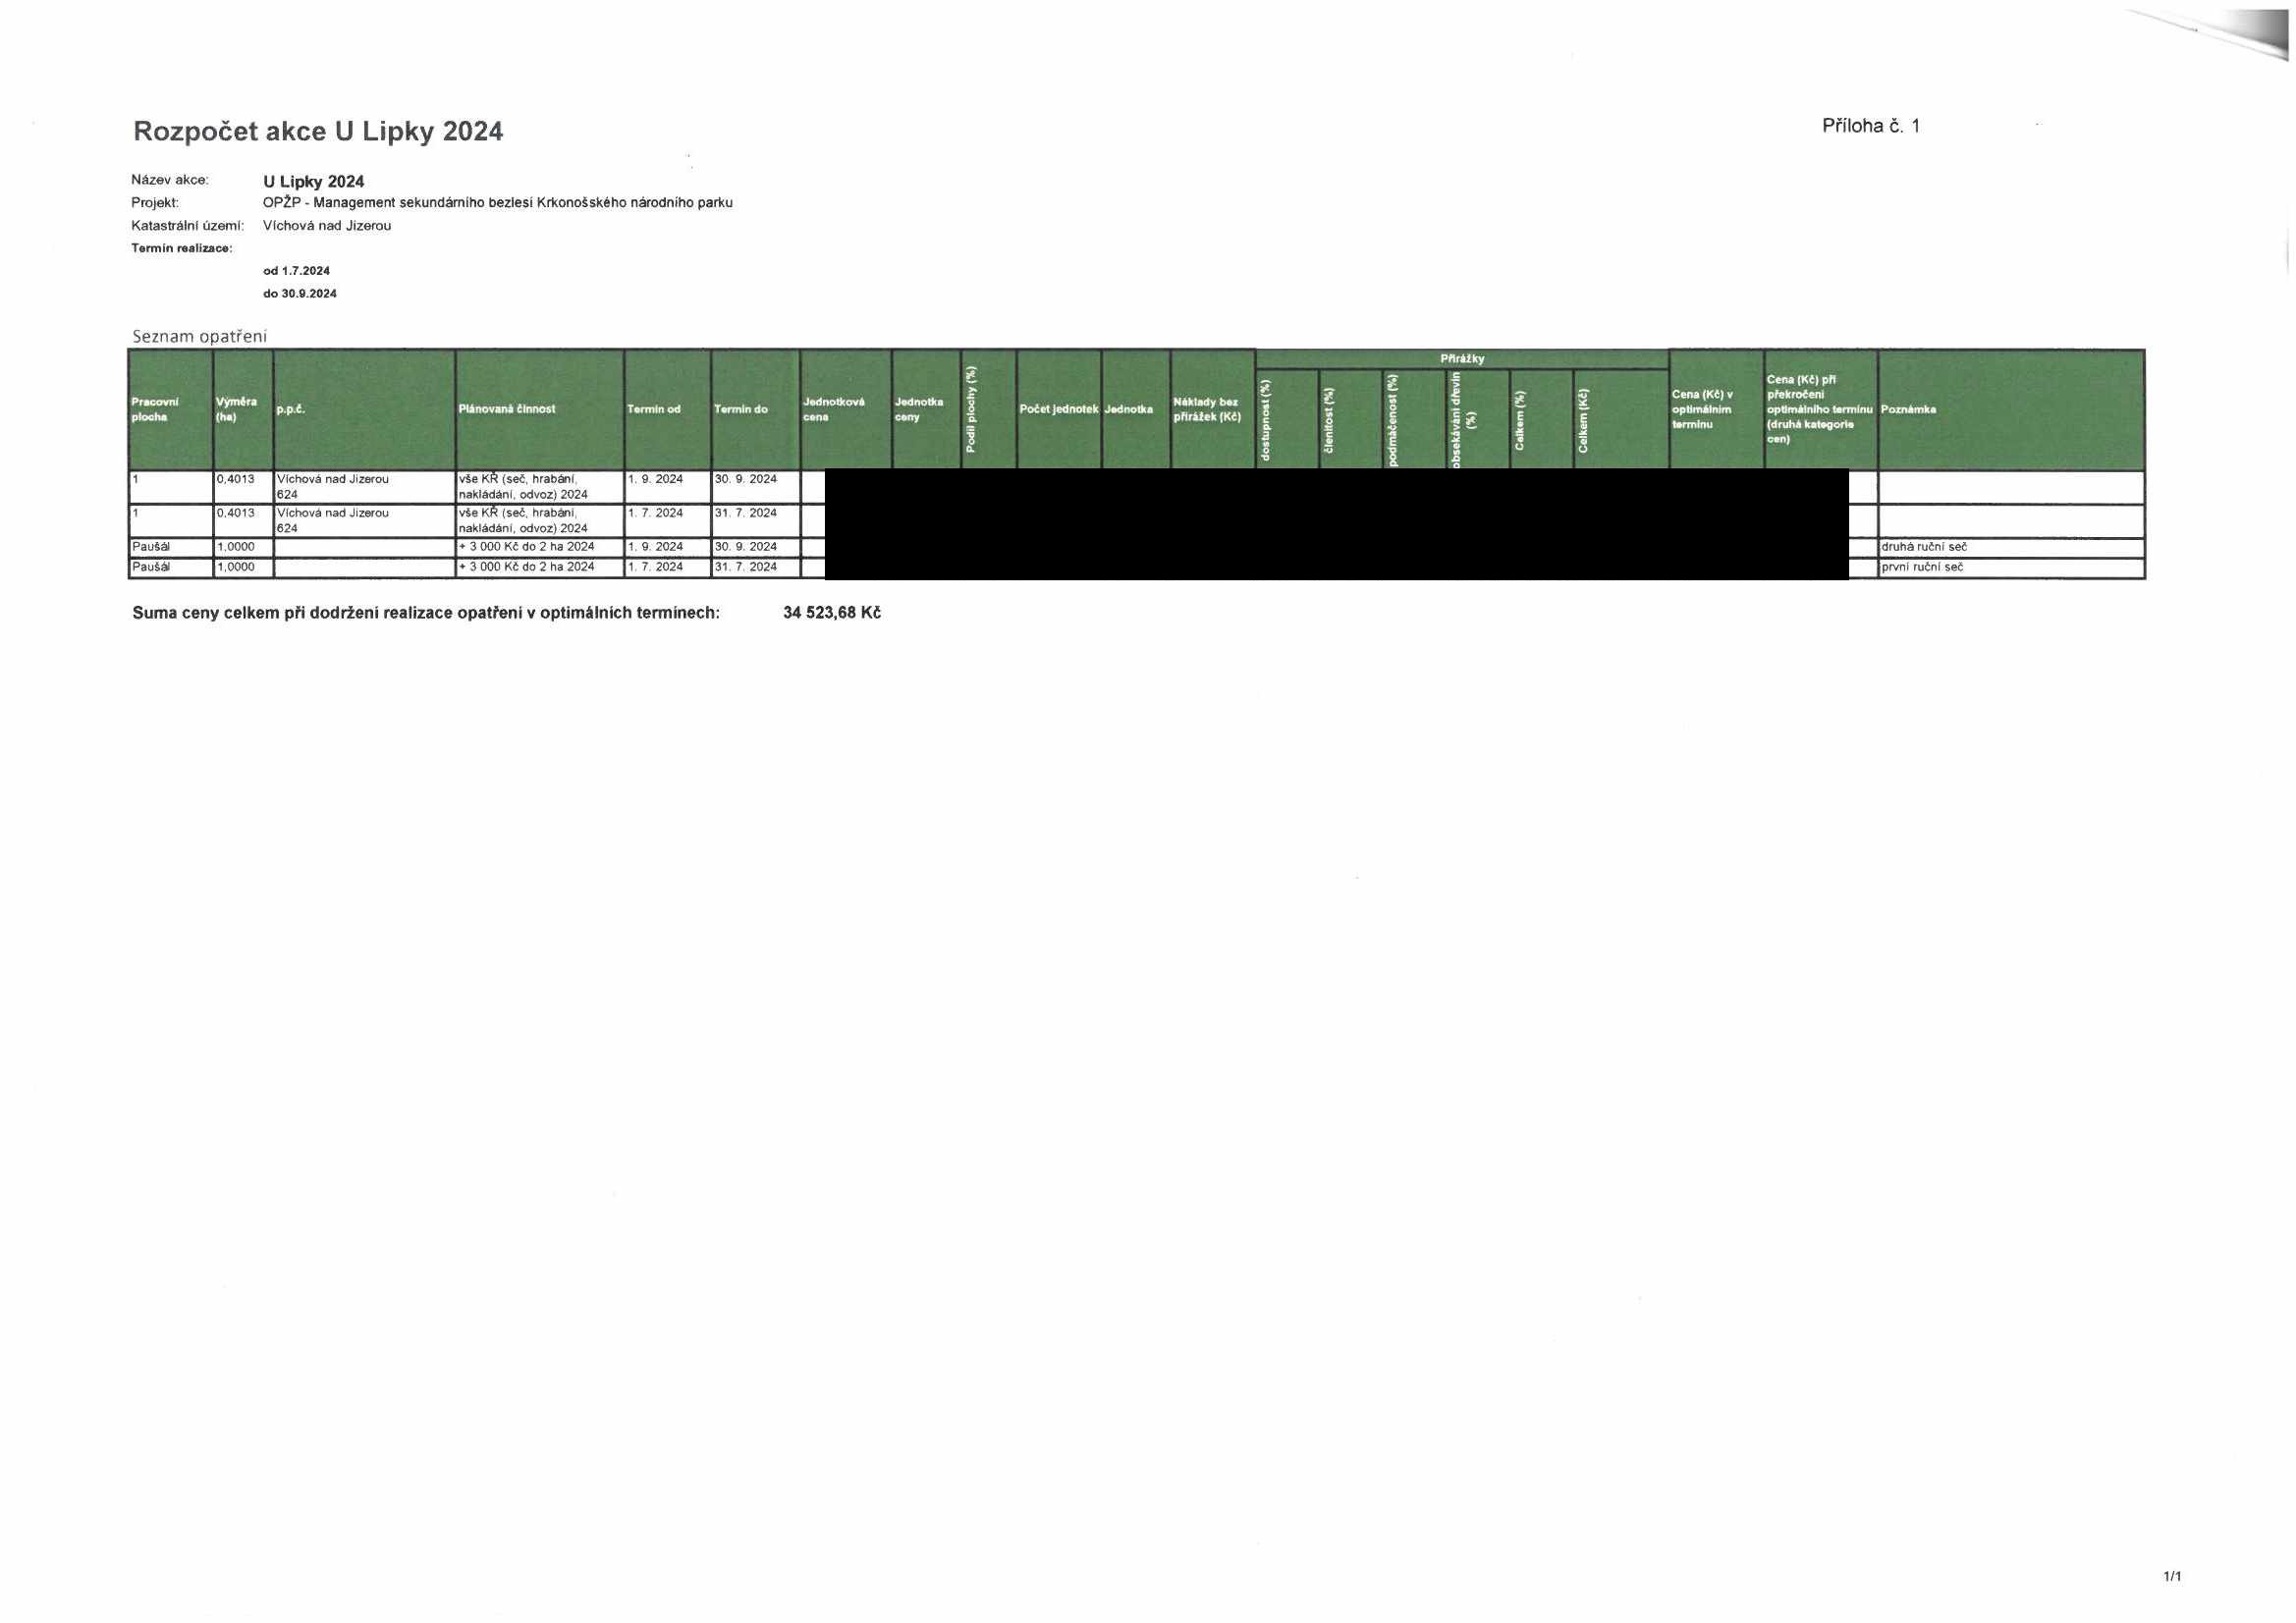 Rozpočet akce U Lipky 2024
Příloha č. 1
Název akce: U Lipky 2024
Projekt: OPŽP - Management sekundárního bezlesí Krkonošského národního parku
Katastrální území: Víchová nad Jizerou
Termín realizace:
od 1.7.2024
do 30.9.2024
Seznam opatření
Přirážky
Pracovní plocha
Výměra (ha)
p.p.č.
Plánovaná činnost
Termín od
Termín do
Jednotková cena
Jednotka ceny
Podíl plochy (%)
Počet jednotek
Jednotka
Náklady bez přirážek (Kč)
dostupnost (%)
členitost (%)
podmáčenost (%)
obsekávání dřevin (%)
Celkem (%)
Celkem (Kč)
Cena (Kč) v optimálním termínu
Cena (Kč) při překročení optimálního termínu (druhá kategorie cen)
Poznámka
1 0,4013 Víchová nad Jizerou 624 vše KŘ (seč, hrabání, nakládání, odvoz) 2024 1. 9. 2024 30. 9. 2024
1 0,4013 Víchová nad Jizerou 624 vše KŘ (seč, hrabání, nakládání, odvoz) 2024 1. 7. 2024 31. 7. 2024
Paušál 1,0000 + 3 000 Kč do 2 ha 2024 1. 9. 2024 30. 9. 2024 druhá ruční seč
Paušál 1,0000 + 3 000 Kč do 2 ha 2024 1. 7. 2024 31. 7. 2024 první ruční seč
Suma ceny celkem při dodržení realizace opatření v optimálních termínech: 34 523,68 Kč
1/1